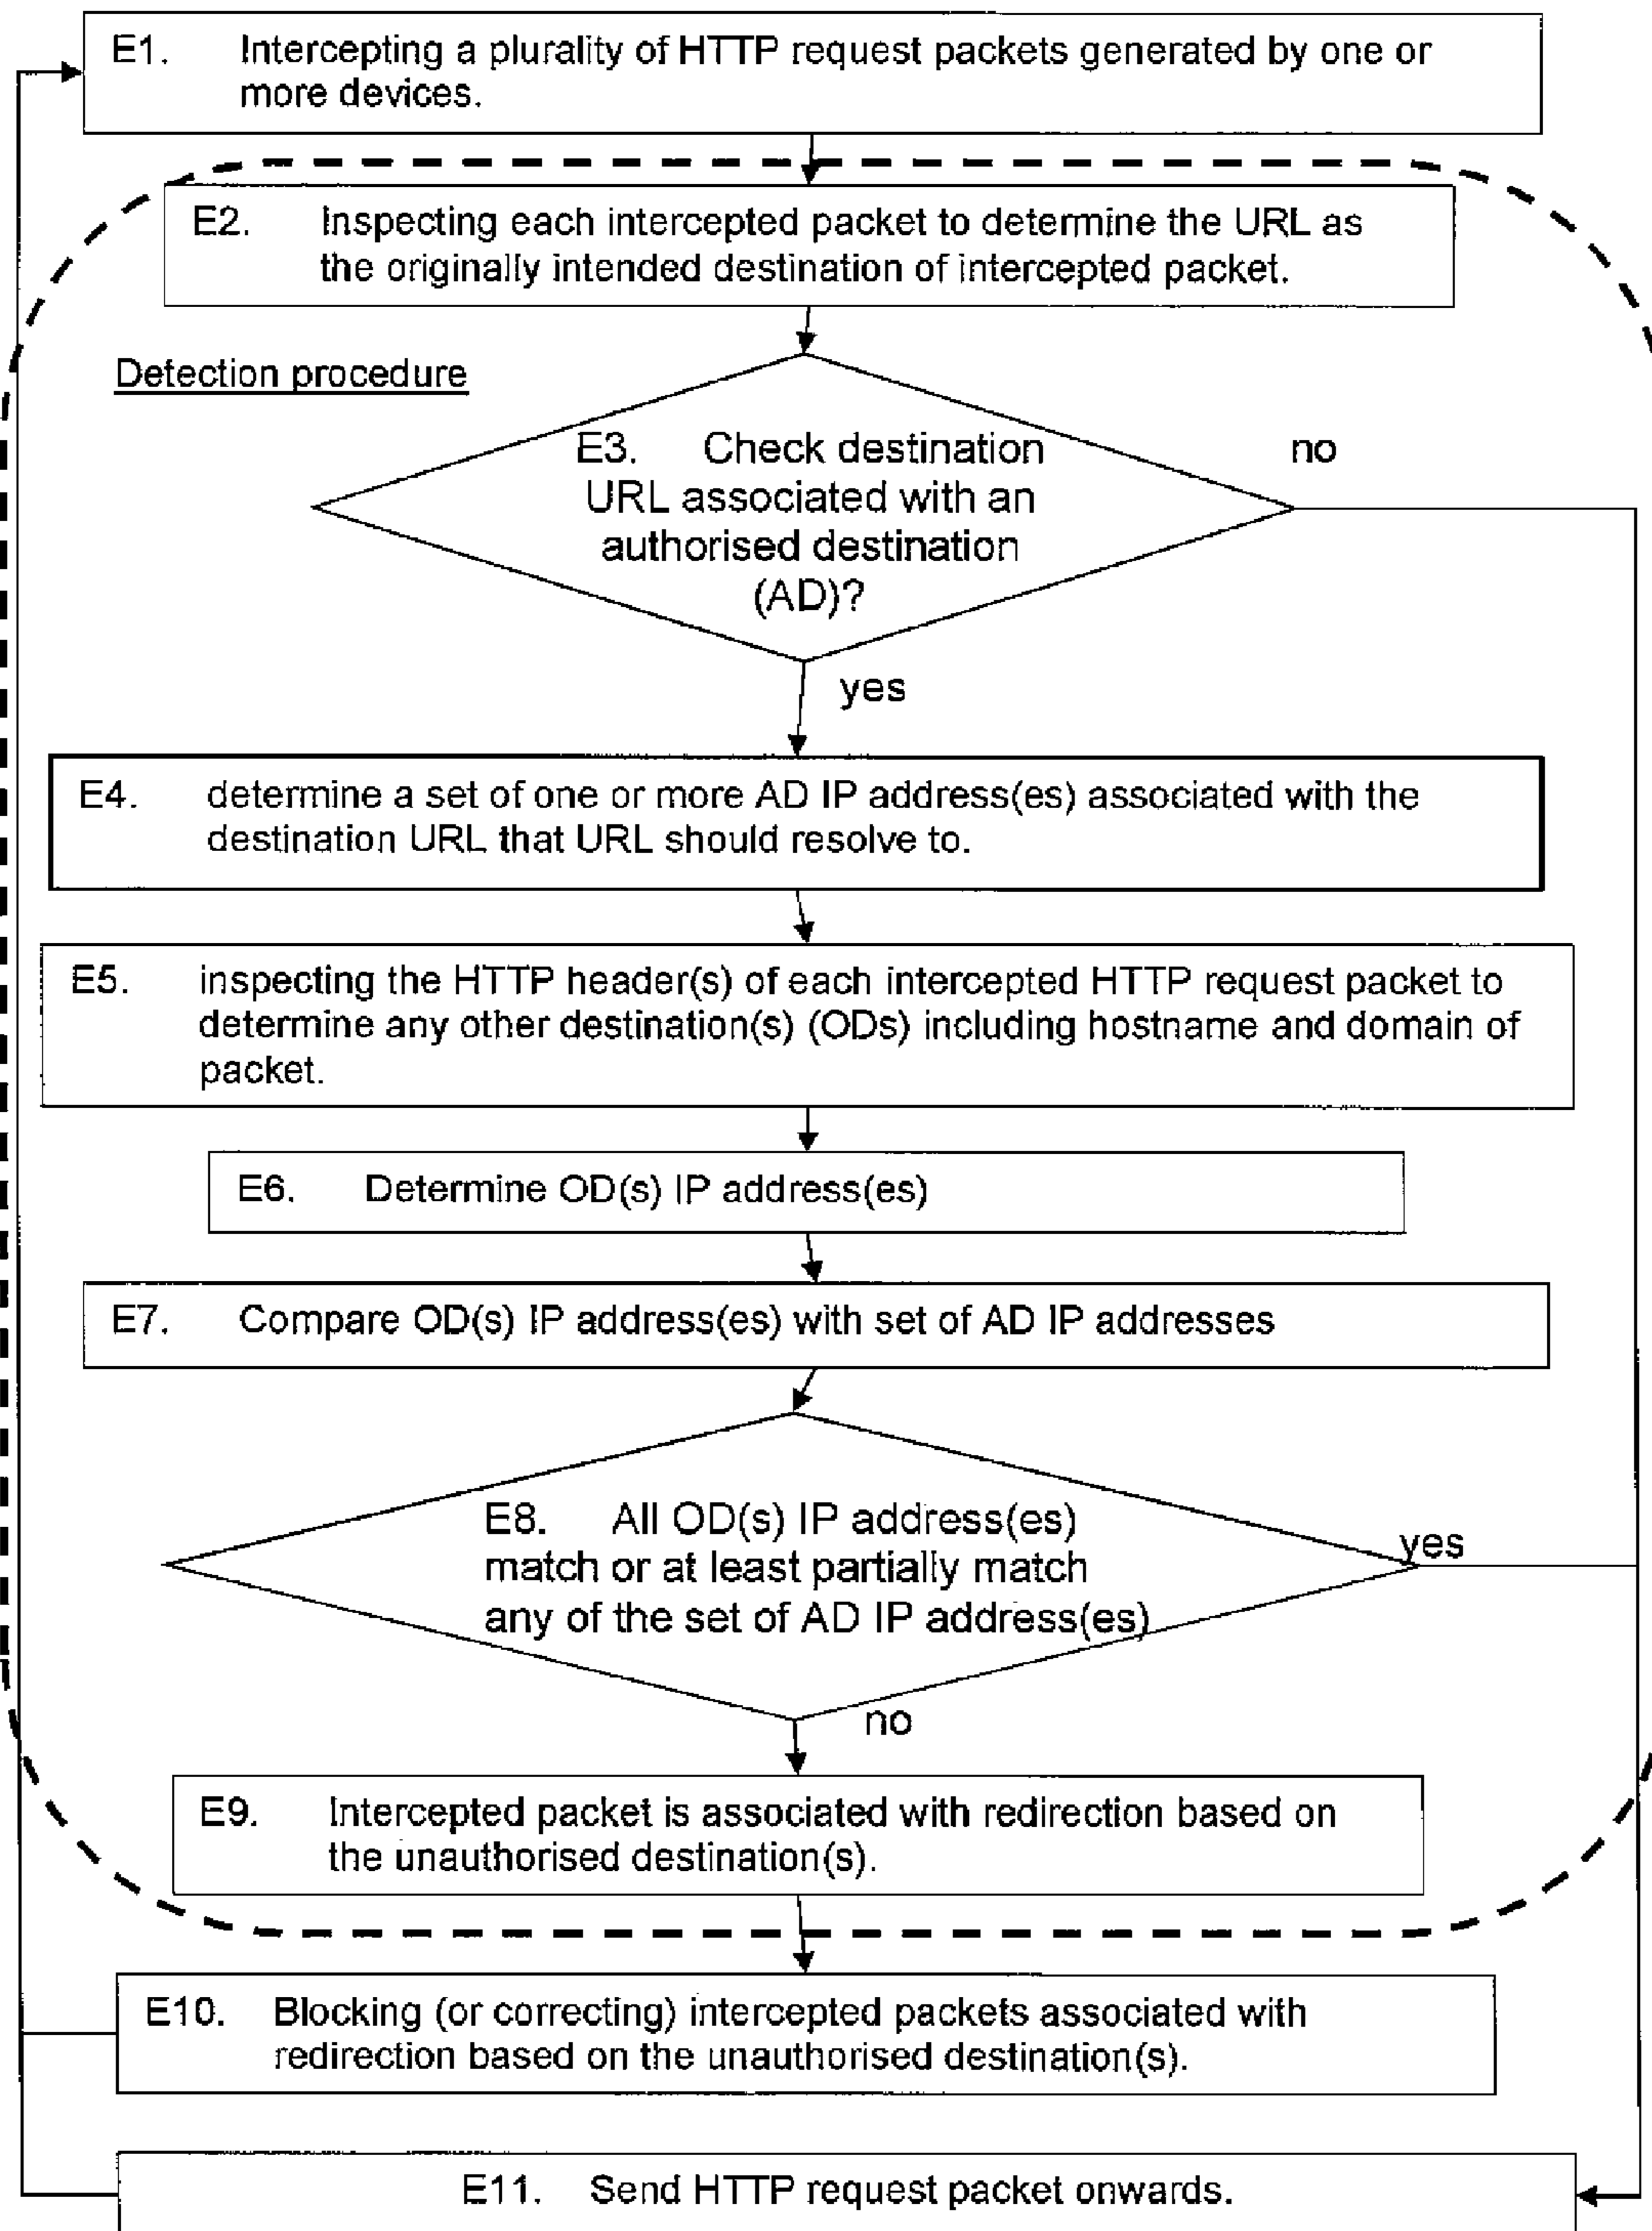 E1. Intercepting a plurality of HTTP request packets generated by one or
more devices.
E2. Inspecting each intercepted packet to determine the URL as
the originally intended destination of intercepted packet.
Detection procedure
E3. Check destination
URL associated with an
authorised destination
(AD)?
no
yes
E4. determine a set of one or more AD IP address(es) associated with the
destination URL that URL should resolve to.
E5. inspecting the HTTP header(s) of each intercepted HTTP request packet to
determine any other destination(s) (ODs) including hostname and domain of
packet.
E6. Determine OD(s) IP address(es)
E7. Compare OD(s) IP address(es) with set of AD IP addresses
E8. All OD(s) IP address(es)
match or at least partially match
any of the set of AD IP address(es)
yes
no
E9. Intercepted packet is associated with redirection based on
the unauthorised destination(s).
E10. Blocking (or correcting) intercepted packets associated with
redirection based on the unauthorised destination(s).
E11. Send HTTP request packet onwards.